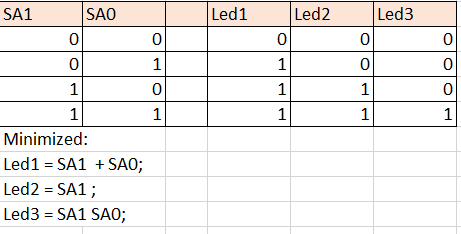 SA1 SA0 Led1 Led2 Led3
0 0 0 0 0
0 1 1 0 0
1 0 1 1 0
1 1 1 1 1
Minimized:
Led1 = SA1  + SA0;
Led2 = SA1 ;
Led3 = SA1 SA0;